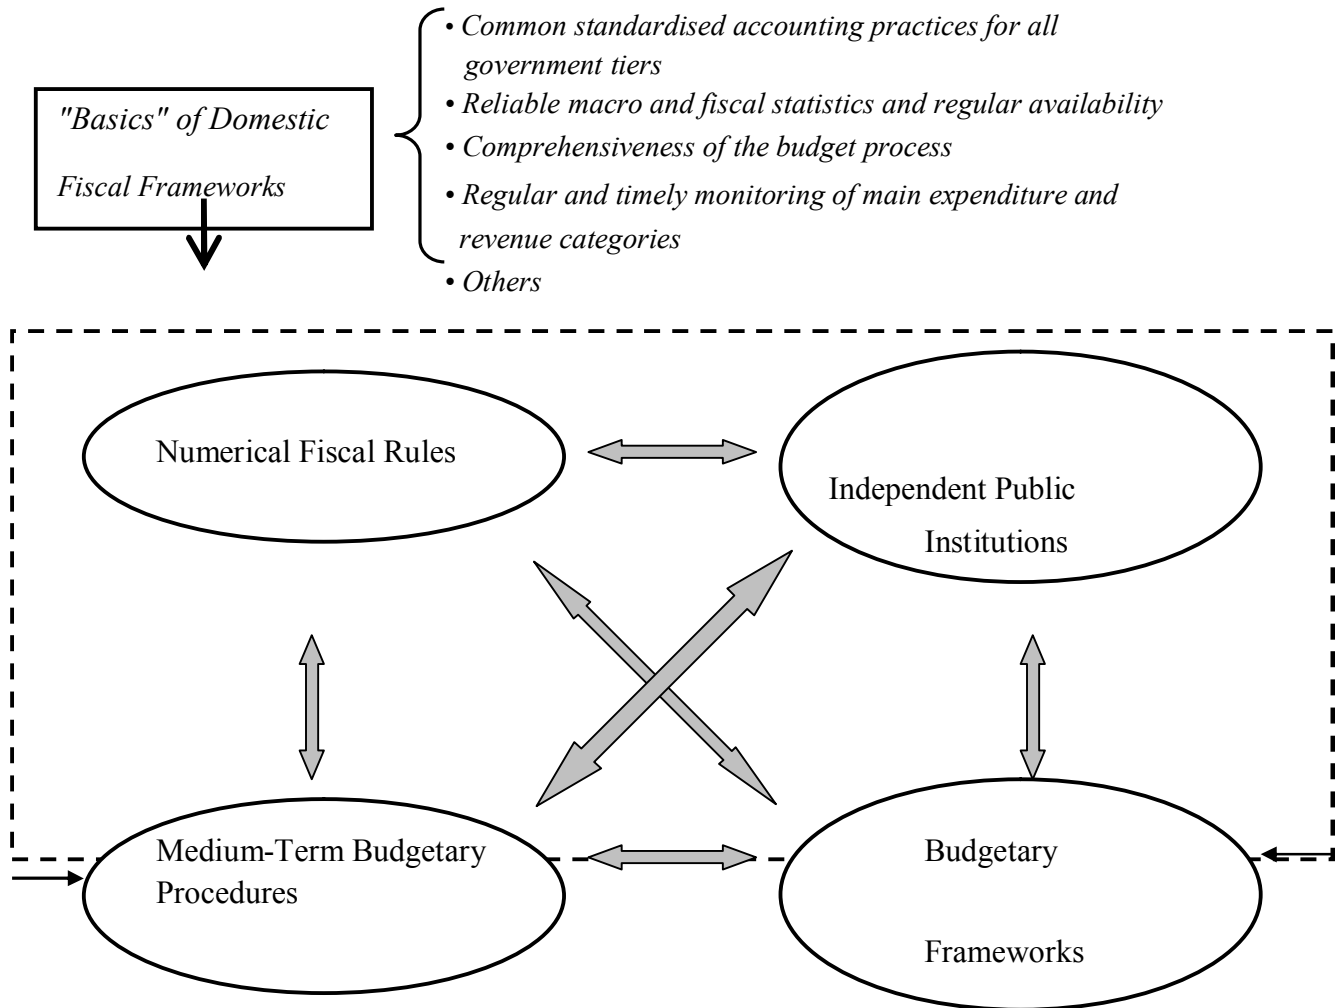 "Basics" of Domestic
Fiscal Frameworks
• Common standardised accounting practices for all
government tiers
• Reliable macro and fiscal statistics and regular availability
• Comprehensiveness of the budget process
• Regular and timely monitoring of main expenditure and
revenue categories
• Others
Numerical Fiscal Rules
Independent Public
Institutions
Medium-Term Budgetary
Procedures
Budgetary
Frameworks